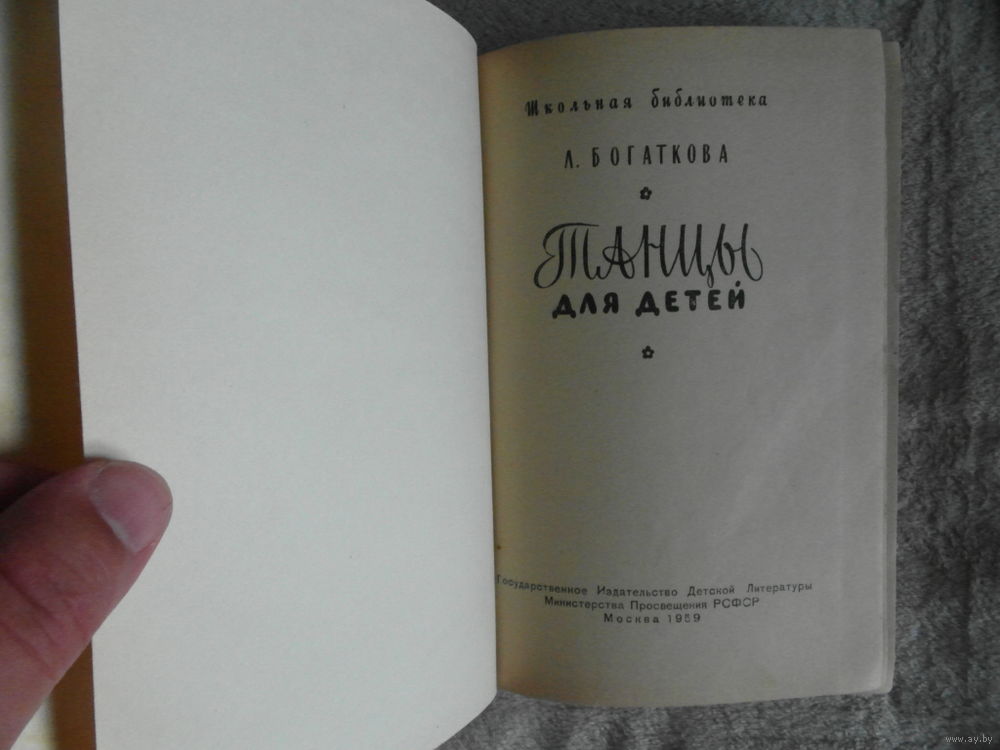 Школьная библиотека
Л. БОГАТКОВА
ТАНЦЫ
ДЛЯ ДЕТЕЙ
Государственное Издательство Детской Литературы
Министерства Просвещения РСФСР
Москва 1959
www.ay.by